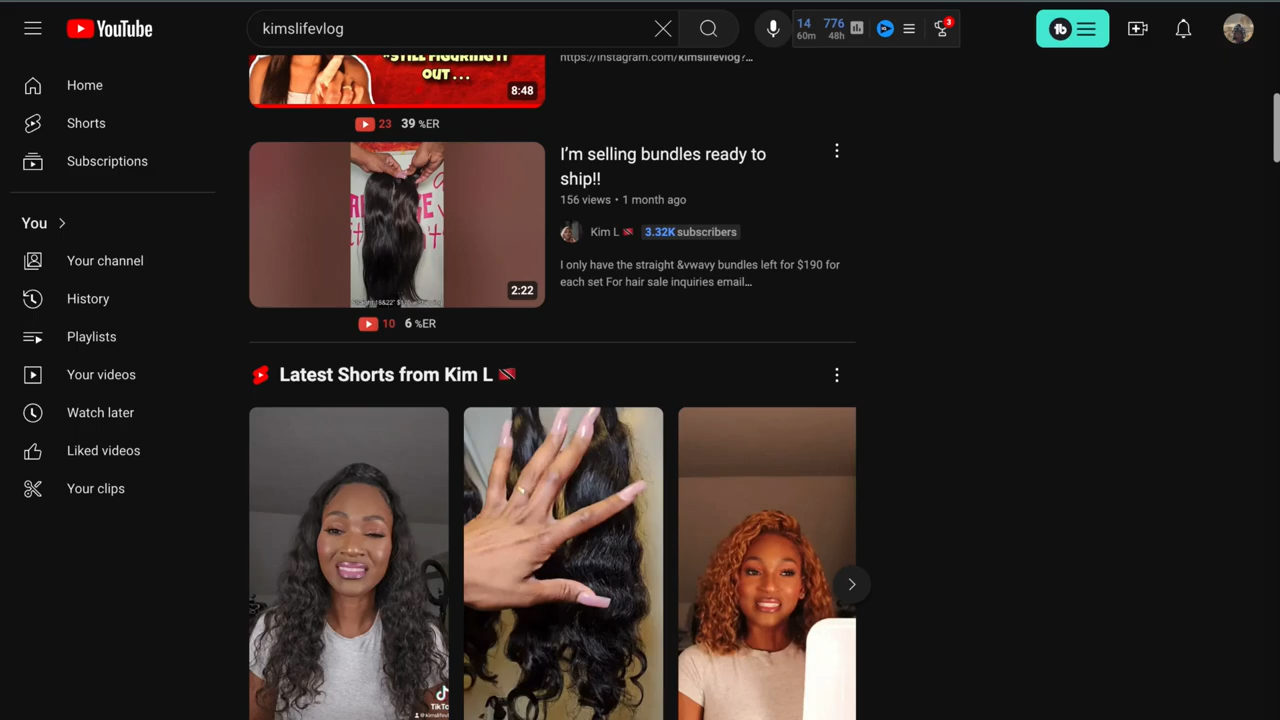 YouTube
kimslifevlog
14
60m
776
48h
3
tb
Home
Shorts
Subscriptions
You
Your channel
History
Playlists
Your videos
Watch later
Liked videos
Your clips
"STILL FIGURING IT
OUT ...
8:48
https://instagram.com/kimslifevlog?...
23 39 %ER
I'm selling bundles ready to
ship!!
156 views • 1 month ago
Kim L 3.32K subscribers
I only have the straight &vwavy bundles left for $190 for
each set For hair sale inquiries email...
2:22
10 6 %ER
Latest Shorts from Kim L
TikTo